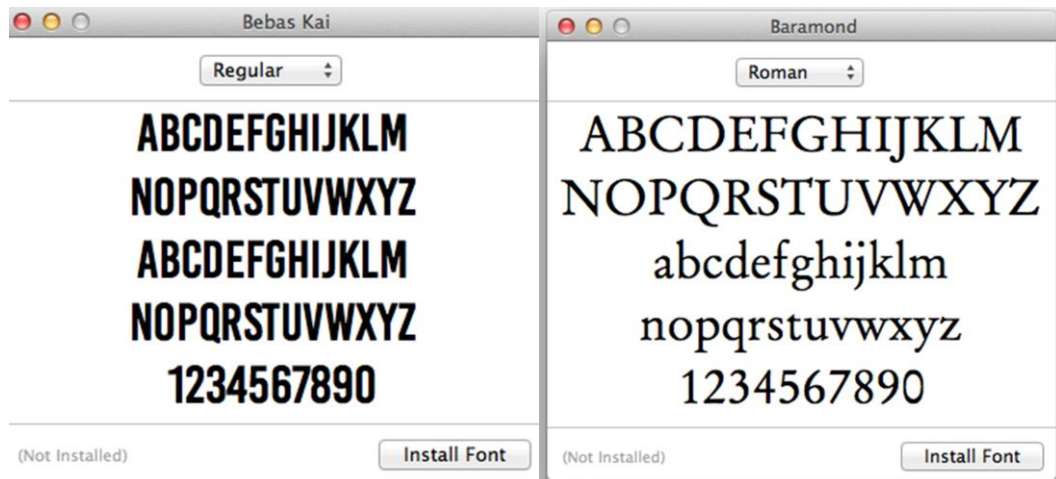 Bebas Kai
Regular
ABCDEFGHIJKLM
NOPQRSTUVWXYZ
ABCDEFGHIJKLM
NOPQRSTUVWXYZ
1234567890
(Not Installed)
Install Font
Baramond
Roman
ABCDEFGHIJKLM
NOPQRSTUVWXYZ
abcdefghijklm
nopqrstuvwxyz
1234567890
(Not Installed)
Install Font